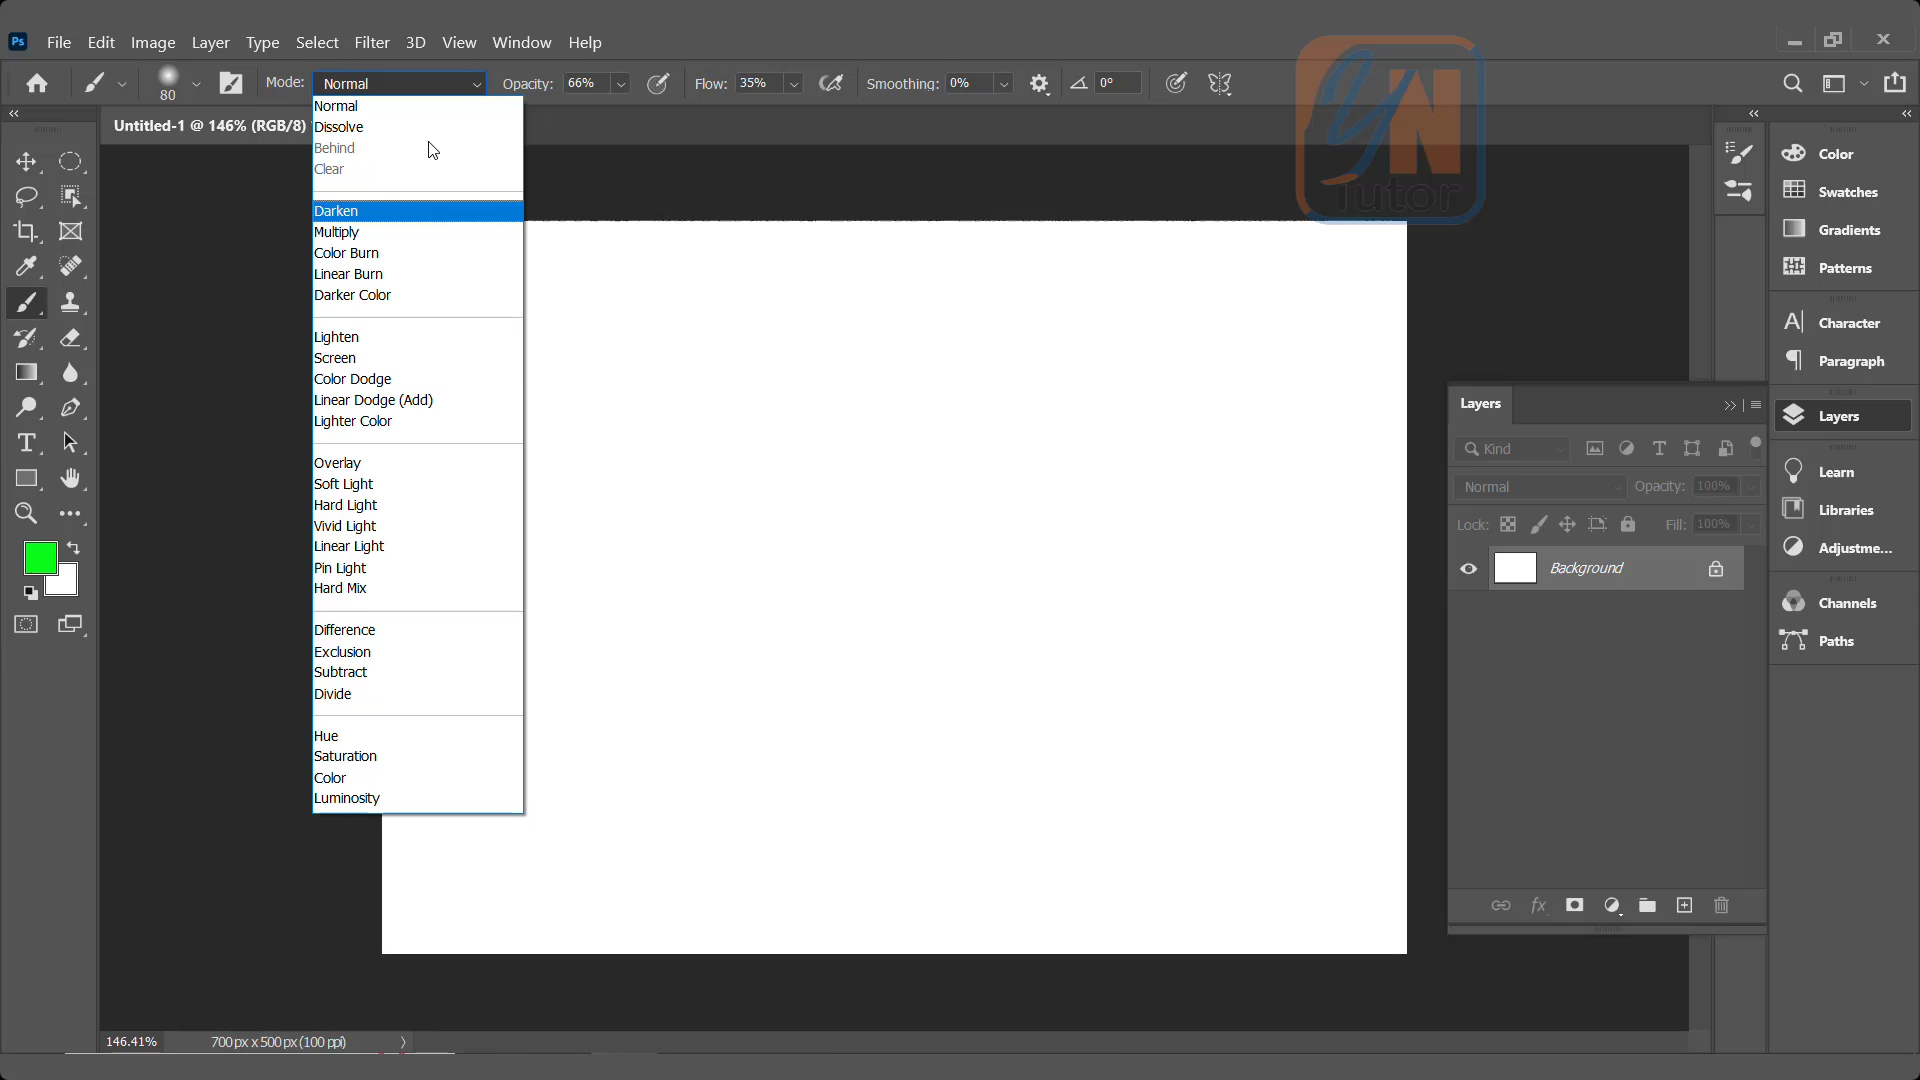 Ps File Edit Image Layer Type Select Filter 3D View Window Help
80 Mode: Normal Opacity: 66% Flow: 35% Smoothing: 0% 0°
Untitled-1 @ 146% (RGB/8)
Normal
Dissolve
Behind
Clear
Darken
Multiply
Color Burn
Linear Burn
Darker Color
Lighten
Screen
Color Dodge
Linear Dodge (Add)
Lighter Color
Overlay
Soft Light
Hard Light
Vivid Light
Linear Light
Pin Light
Hard Mix
Difference
Exclusion
Subtract
Divide
Hue
Saturation
Color
Luminosity
YN
Tutor
Color
Swatches
Gradients
Patterns
Character
Paragraph
Layers
Learn
Libraries
Adjustme...
Channels
Paths
Layers
Kind
Normal Opacity: 100%
Lock: Fill: 100%
Background
fx
146.41% 700 px x 500 px (100 ppi)